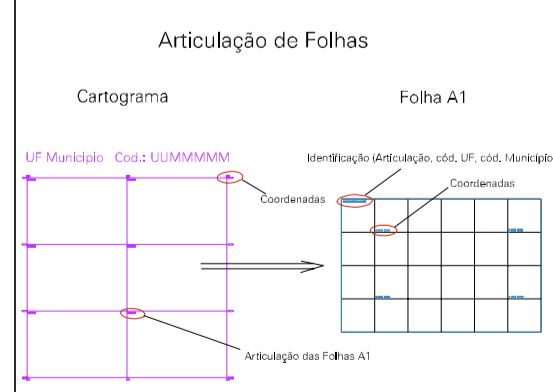 Articulação de Folhas
Cartograma
Folha A1
UF Municipio Cod.: UUMMMMM
Identificação (Articulação, cód. UF, cód. Município
Coordenadas
Coordenadas
Articulação das Folhas A1